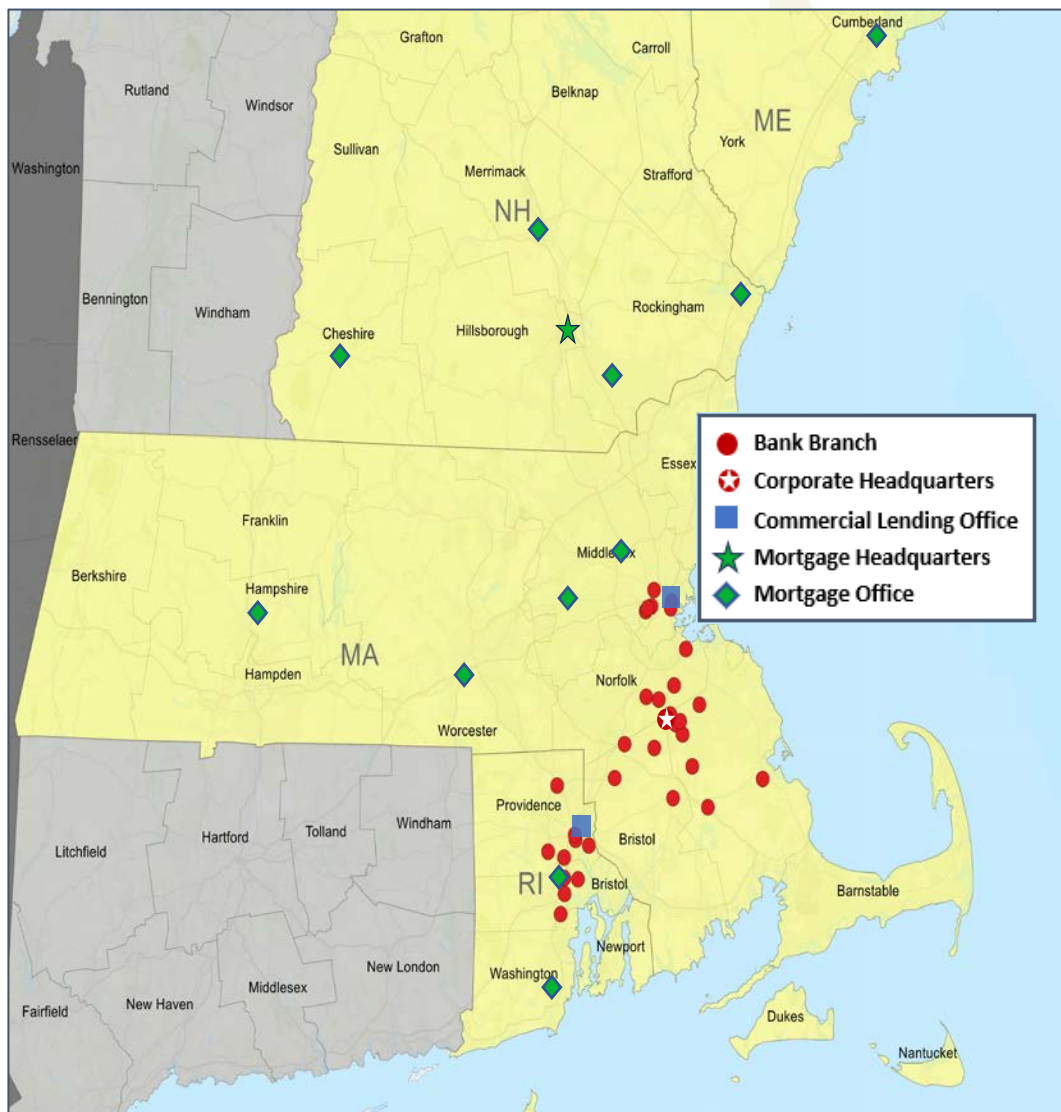 Cumberland
Grafton
Carroll
Rutland
Belknap
Windsor
ME
York
Sullivan
Washington
Merrimack
Strafford
NH
Bennington
Windham
Rockingham
Hillsborough
Cheshire
Rensselaer
Bank Branch
Essex
Corporate Headquarters
Commercial Lending Office
Mortgage Headquarters
Mortgage Office
Franklin
Middlesex
Berkshire
Hampshire
MA
Hampden
Norfolk
Worcester
Providence
Windham
Tolland
Hartford
Litchfield
Bristol
RI
Bristol
Barnstable
Newport
New London
Washington
Middlesex
New Haven
Fairfield
Dukes
Nantucket